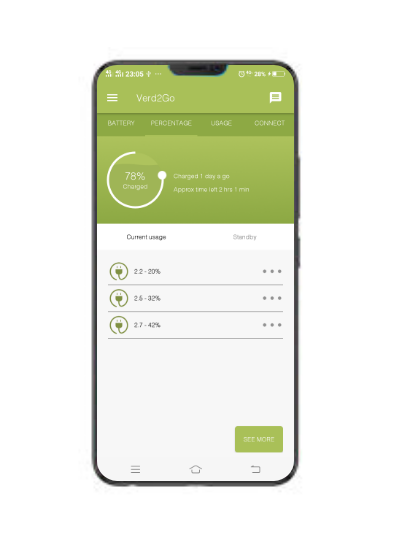 23:05 28%
Verd2Go
BATTERY PERCENTAGE USAGE CONNECT
78%
Charged
Charged 1 day a go
Approx time left 2 hrs 1 min
Current usage Standby
2.2 - 20%
2.5 - 32%
2.7 - 42%
SEE MORE